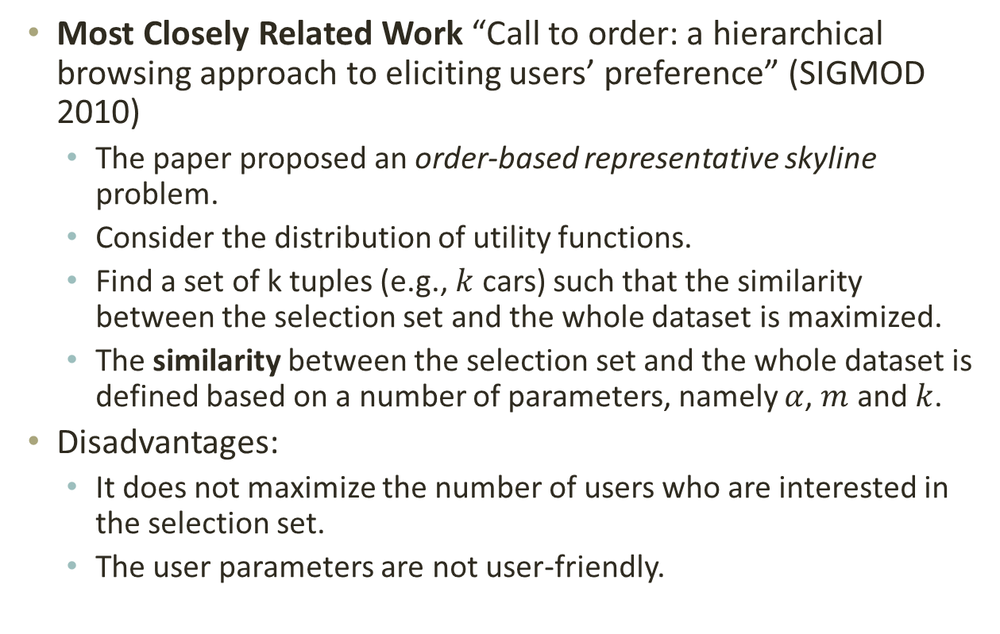 • Most Closely Related Work “Call to order: a hierarchical
browsing approach to eliciting users’ preference” (SIGMOD
2010)
• The paper proposed an order-based representative skyline
problem.
• Consider the distribution of utility functions.
• Find a set of k tuples (e.g., k cars) such that the similarity
between the selection set and the whole dataset is maximized.
• The similarity between the selection set and the whole dataset is
defined based on a number of parameters, namely α, m and k.
• Disadvantages:
• It does not maximize the number of users who are interested in
the selection set.
• The user parameters are not user-friendly.